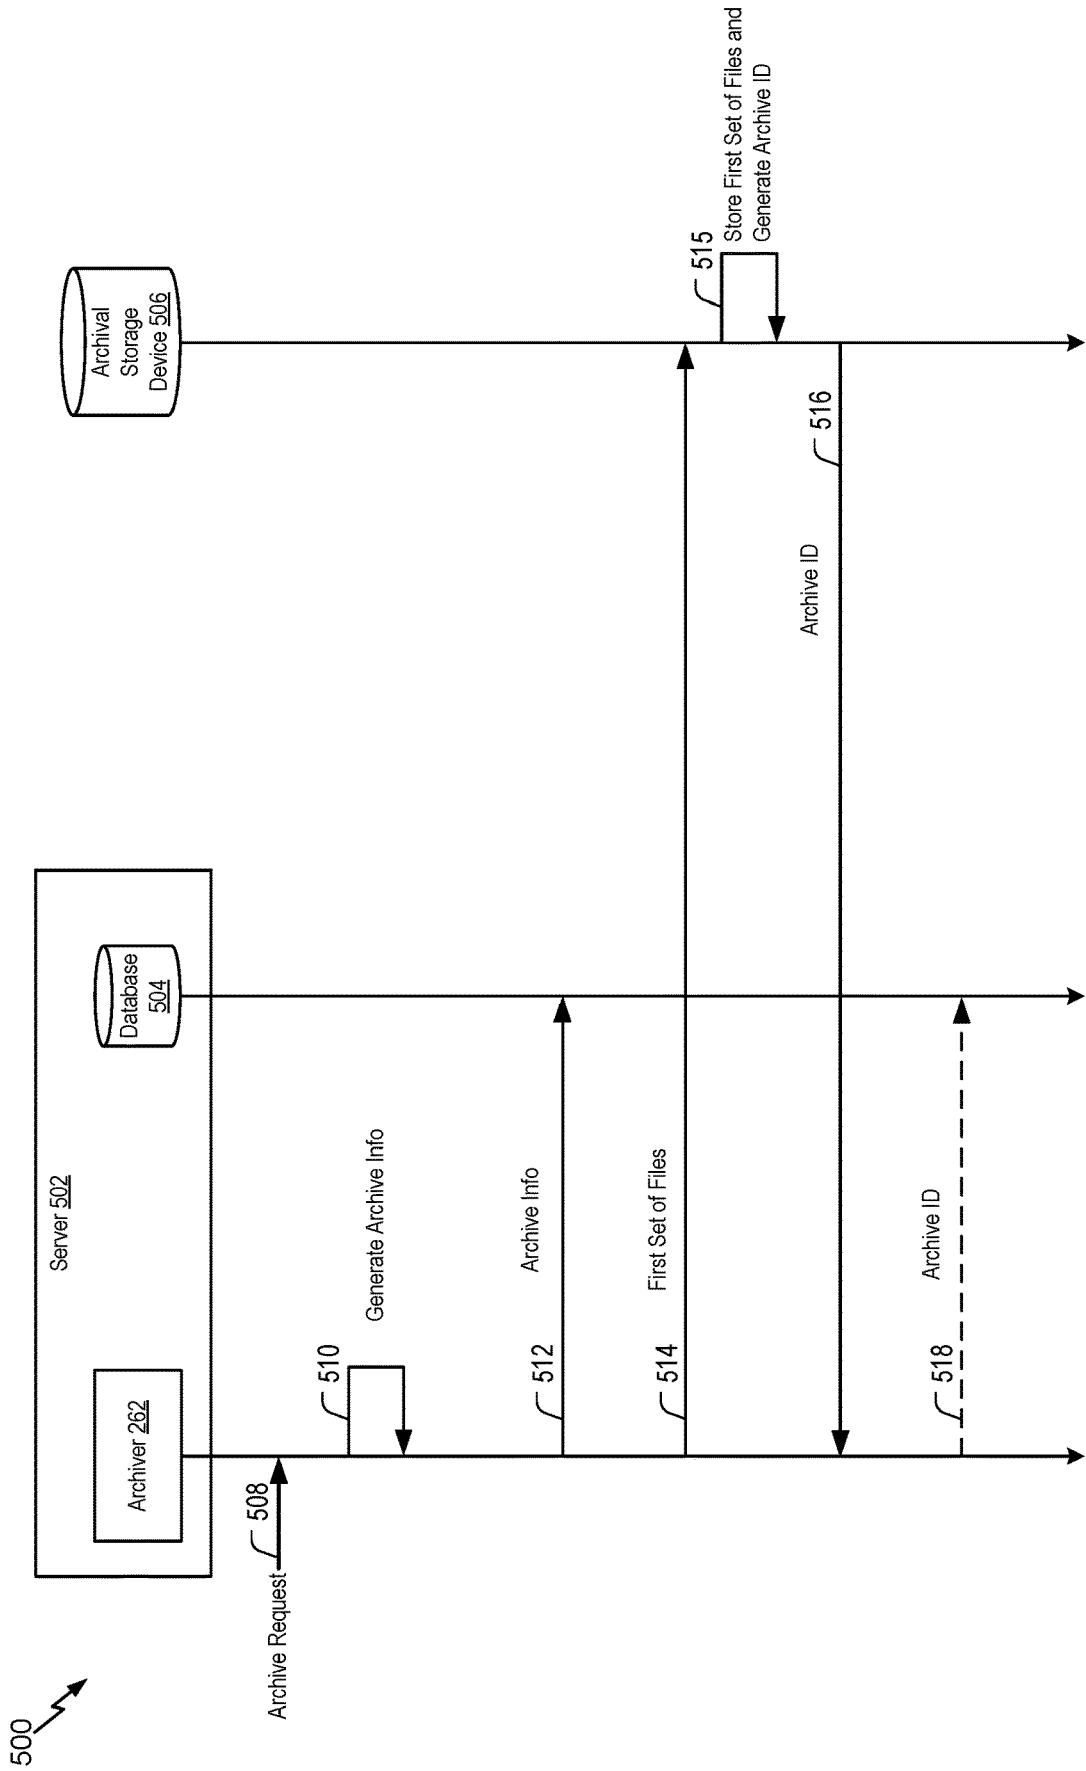 500
Server 502
Archiver 262
Database
504
Archival
Storage
Device 506
Archive Request
508
510
Generate Archive Info
512
Archive Info
514
First Set of Files
515
Store First Set of Files and
Generate Archive ID
516
Archive ID
518
Archive ID